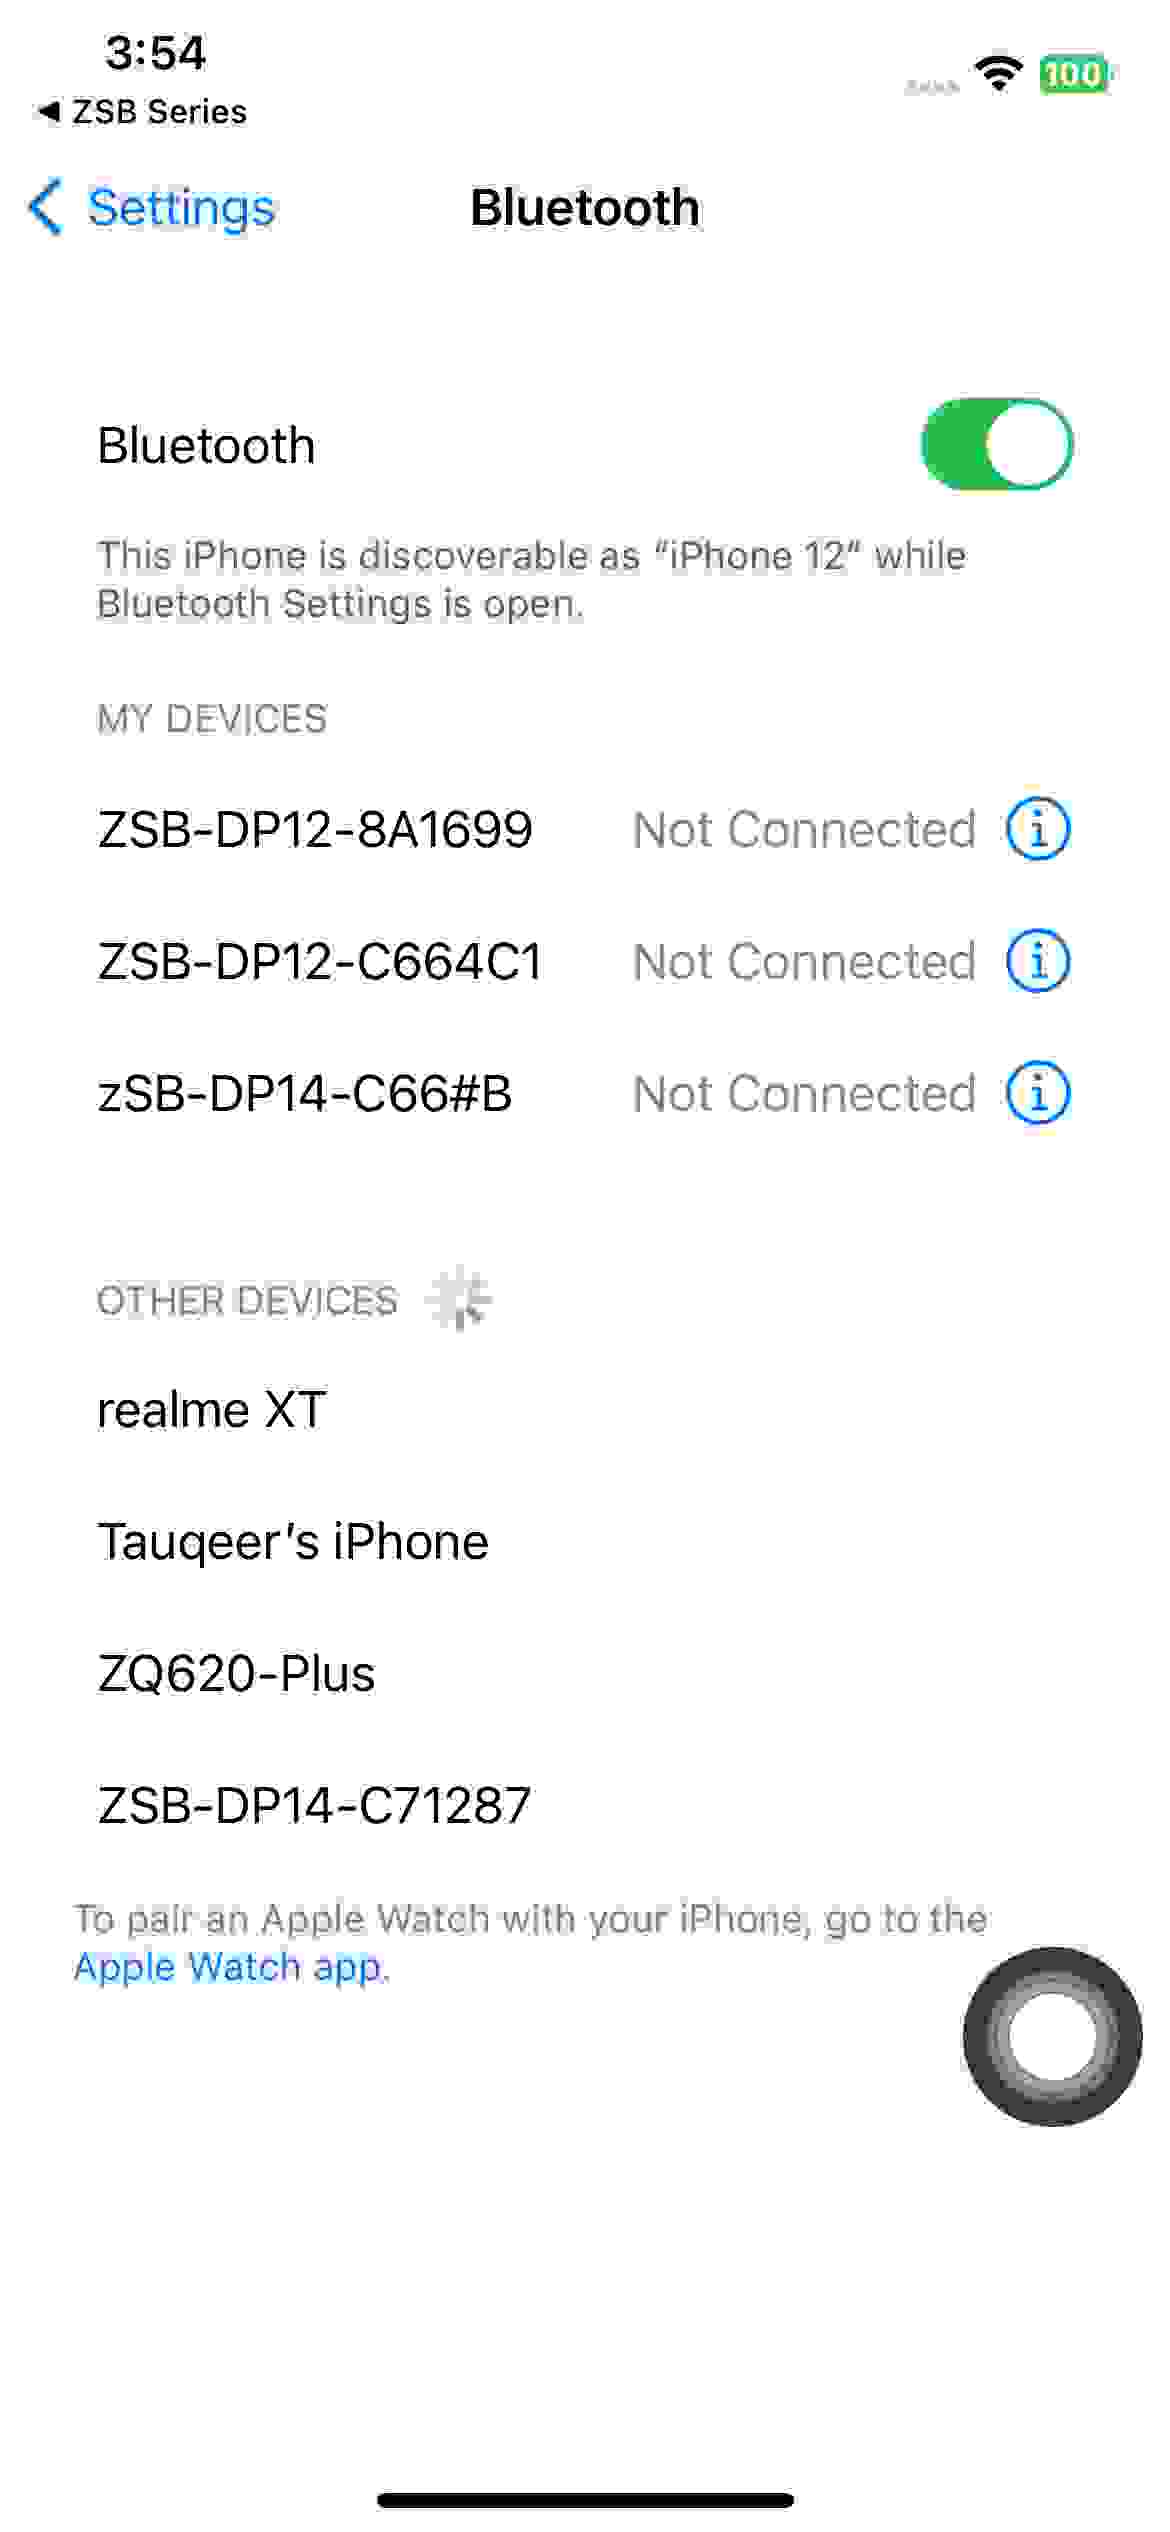 3:54
100
◀ ZSB Series
Settings
Bluetooth
Bluetooth
This iPhone is discoverable as “iPhone 12” while
Bluetooth Settings is open.
MY DEVICES
ZSB-DP12-8A1699 Not Connected
ZSB-DP12-C664C1 Not Connected
zSB-DP14-C66#B Not Connected
OTHER DEVICES
realme XT
Tauqeer’s iPhone
ZQ620-Plus
ZSB-DP14-C71287
To pair an Apple Watch with your iPhone, go to the
Apple Watch app.